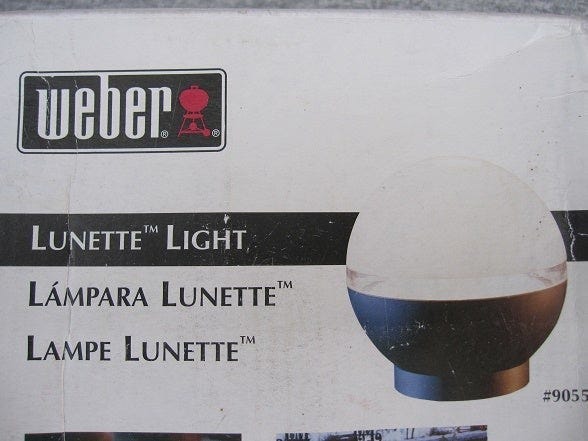 weber®
®
LUNETTE™ LIGHT
LÁMPARA LUNETTE™
LAMPE LUNETTE™
#9055